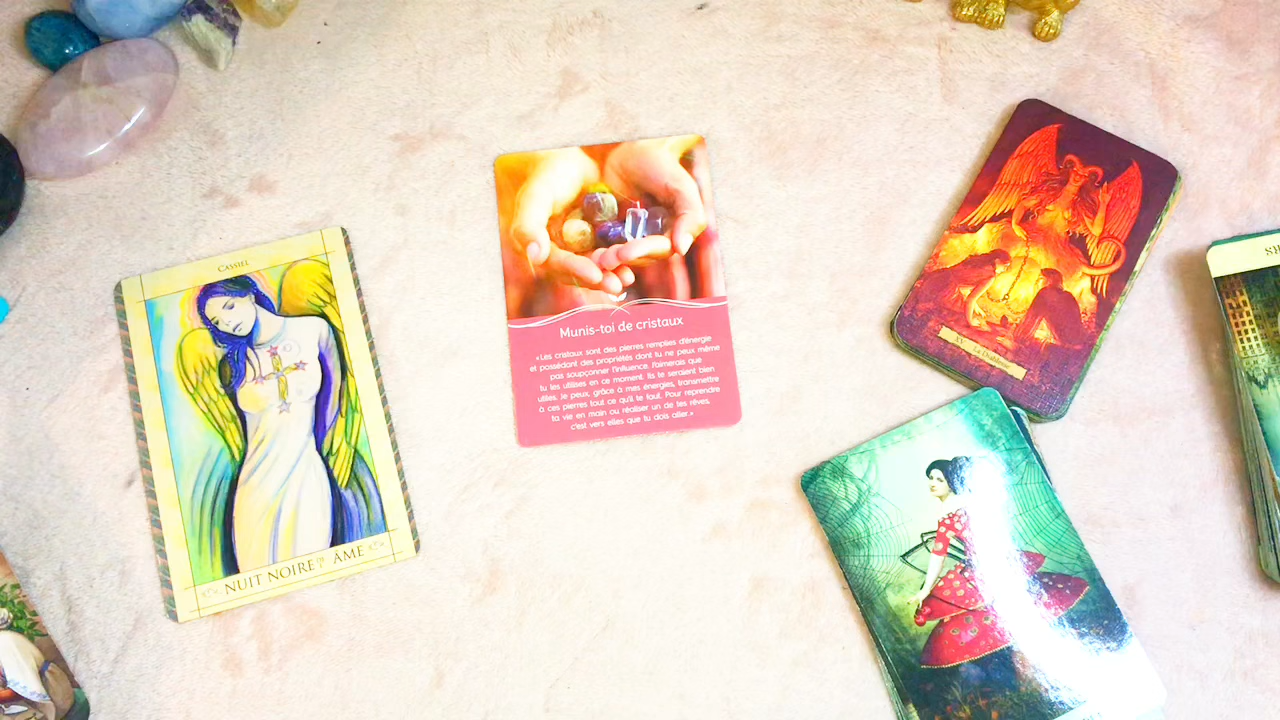 CASSIEL
NUIT NOIRE ÂME
Munis-toi de cristaux
«Les cristaux sont des pierres remplies d'énergie
et possédant des propriétés dont tu ne peux même
pas soupçonner l'influence. J'aimerais que
tu les utilises en ce moment. Ils te seraient bien
utiles. Je peux, grâce à mes énergies, transmettre
à ces pierres tout ce qu'il te faut. Pour reprendre
ta vie en main ou réaliser un de tes rêves,
c'est vers elles que tu dois aller.»
XV Le Diable